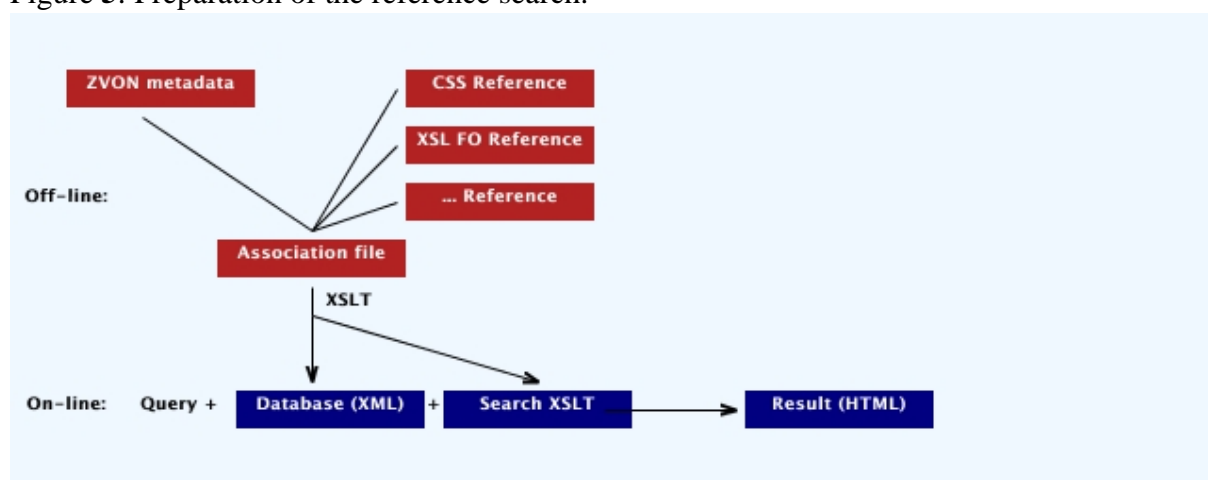 Figure 3. Preparation of the reference search.
ZVON metadata
CSS Reference
XSL FO Reference
Off-line:
... Reference
Association file
XSLT
On-line: Query + Database (XML) + Search XSLT Result (HTML)